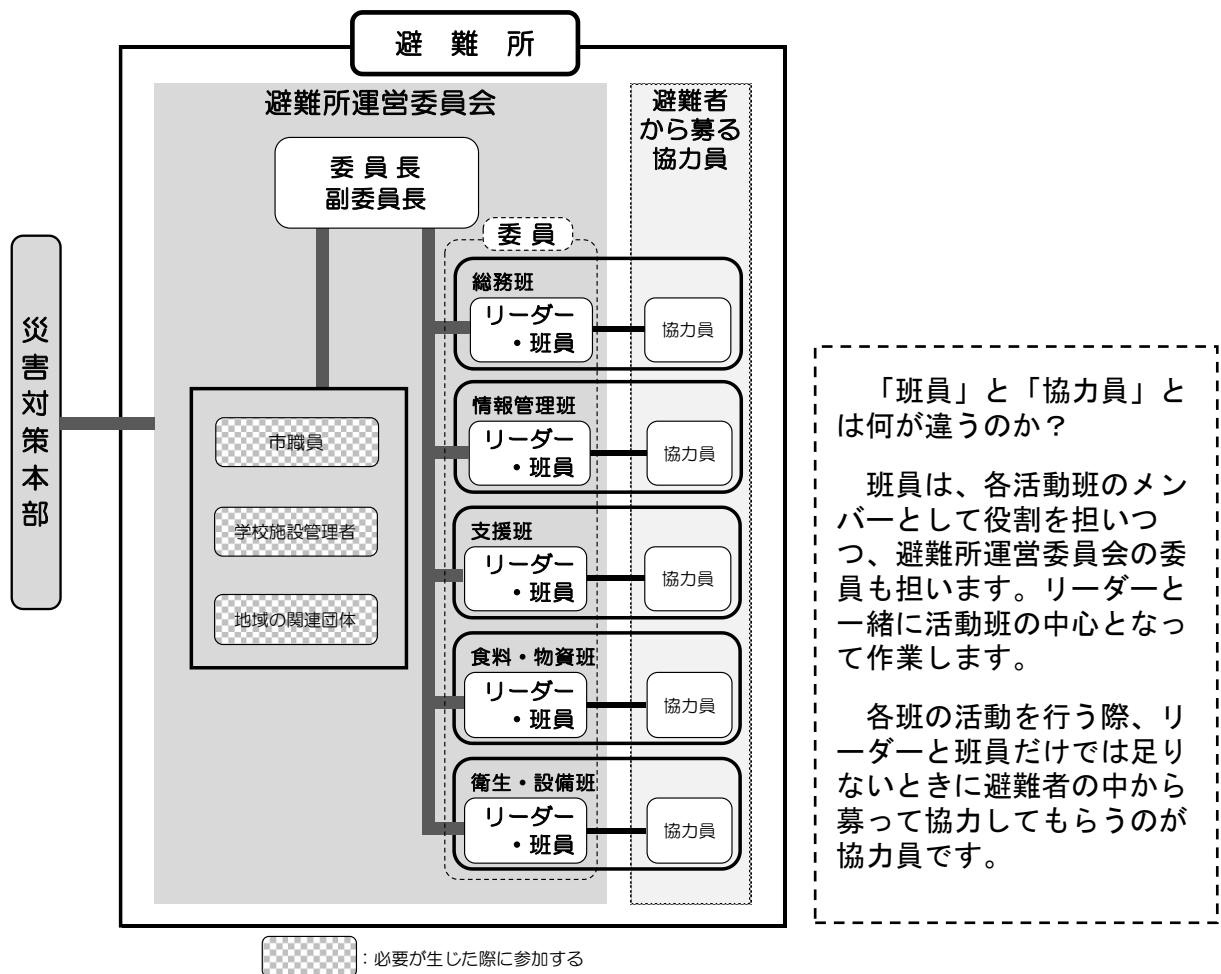 避難所
避難所運営委員会
避難者
から募る
協力員
委員長
副委員長
災害対策本部
市職員
学校施設管理者
地域の関連団体
委員
総務班
リーダー
・班員
協力員
情報管理班
リーダー
・班員
協力員
支援班
リーダー
・班員
協力員
食料・物資班
リーダー
・班員
協力員
衛生・設備班
リーダー
・班員
協力員
：必要が生じた際に参加する
「班員」と「協力員」と
は何が違うのか？
班員は、各活動班のメン
バーとして役割を担いつ
つ、避難所運営委員会の委
員も担います。リーダーと
一緒に活動班の中心となっ
て作業します。
各班の活動を行う際、リ
ーダーと班員だけでは足り
ないときに避難者の中から
募って協力してもらうのが
協力員です。